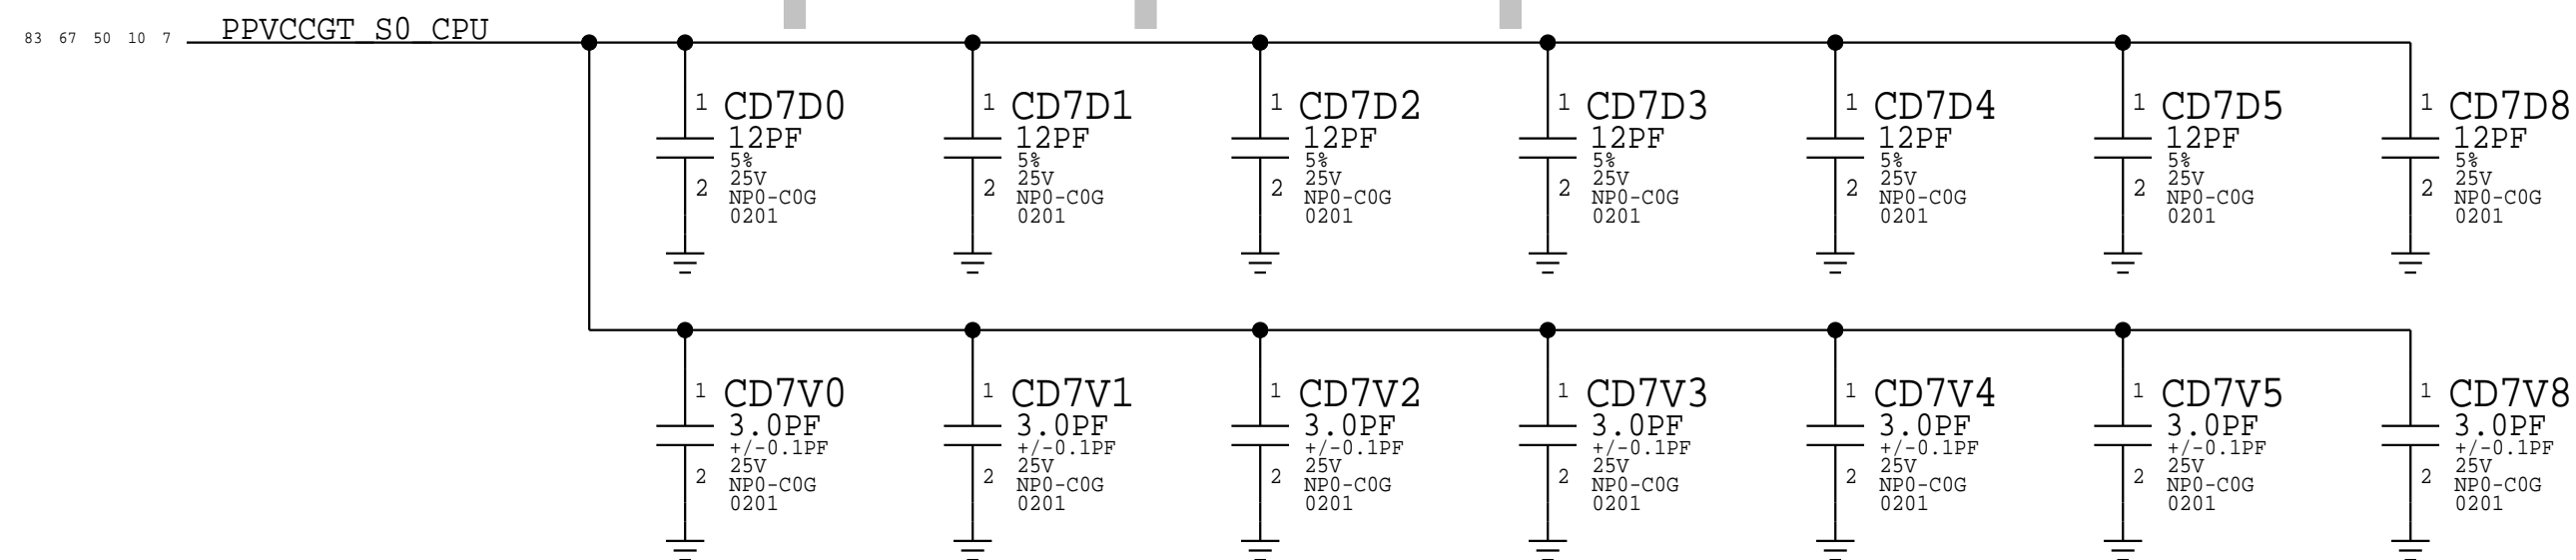 83 67 50 10 7 PPVCCGT_S0_CPU
1 CD7D0
12PF
5%
25V
2 NP0-C0G
0201
1 CD7D1
12PF
5%
25V
2 NP0-C0G
0201
1 CD7D2
12PF
5%
25V
2 NP0-C0G
0201
1 CD7D3
12PF
5%
25V
2 NP0-C0G
0201
1 CD7D4
12PF
5%
25V
2 NP0-C0G
0201
1 CD7D5
12PF
5%
25V
2 NP0-C0G
0201
1 CD7D8
12PF
5%
25V
2 NP0-C0G
0201
1 CD7V0
3.0PF
+/-0.1PF
25V
2 NP0-C0G
0201
1 CD7V1
3.0PF
+/-0.1PF
25V
2 NP0-C0G
0201
1 CD7V2
3.0PF
+/-0.1PF
25V
2 NP0-C0G
0201
1 CD7V3
3.0PF
+/-0.1PF
25V
2 NP0-C0G
0201
1 CD7V4
3.0PF
+/-0.1PF
25V
2 NP0-C0G
0201
1 CD7V5
3.0PF
+/-0.1PF
25V
2 NP0-C0G
0201
1 CD7V8
3.0PF
+/-0.1PF
25V
2 NP0-C0G
0201